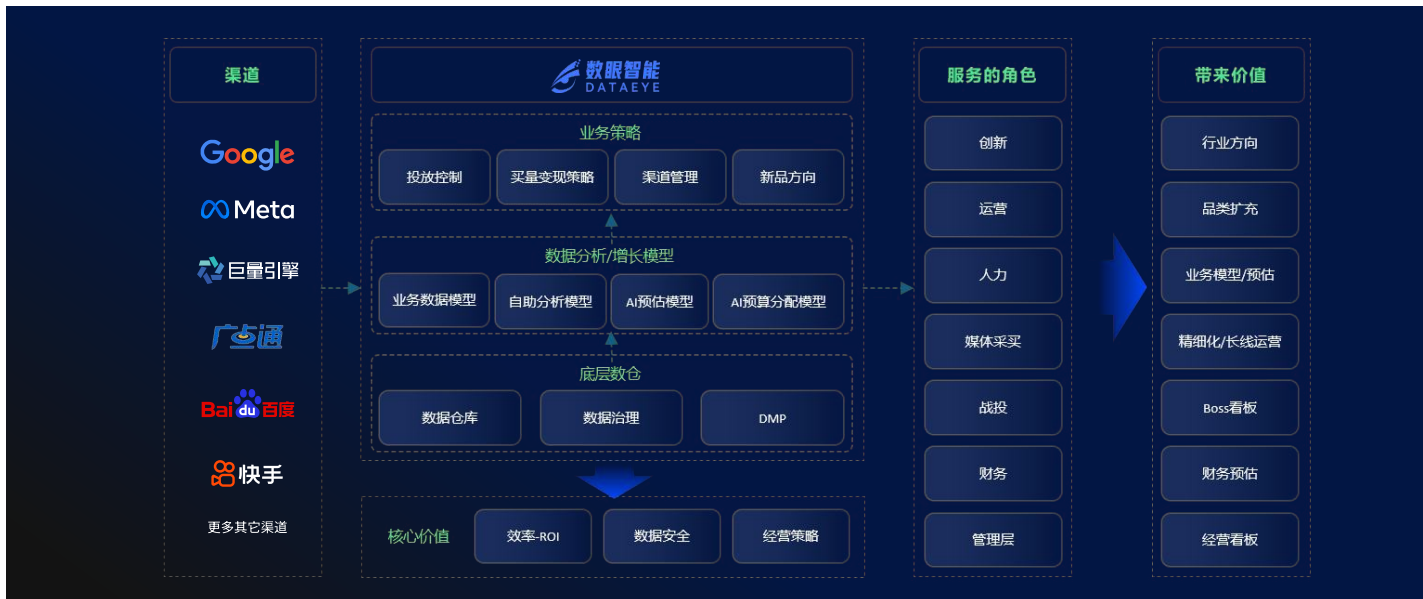 渠道
Google
Meta
巨量引擎
广点通
Bai du 百度
快手
更多其它渠道
数眼智能
DATAEYE
业务策略
投放控制
买量变现策略
渠道管理
新品方向
数据分析/增长模型
业务数据模型
自助分析模型
AI预估模型
AI预算分配模型
底层数仓
数据仓库
数据治理
DMP
核心价值
效率-ROI
数据安全
经营策略
服务的角色
创新
运营
人力
媒体采买
战投
财务
管理层
带来价值
行业方向
品类扩充
业务模型/预估
精细化/长线运营
Boss看板
财务预估
经营看板